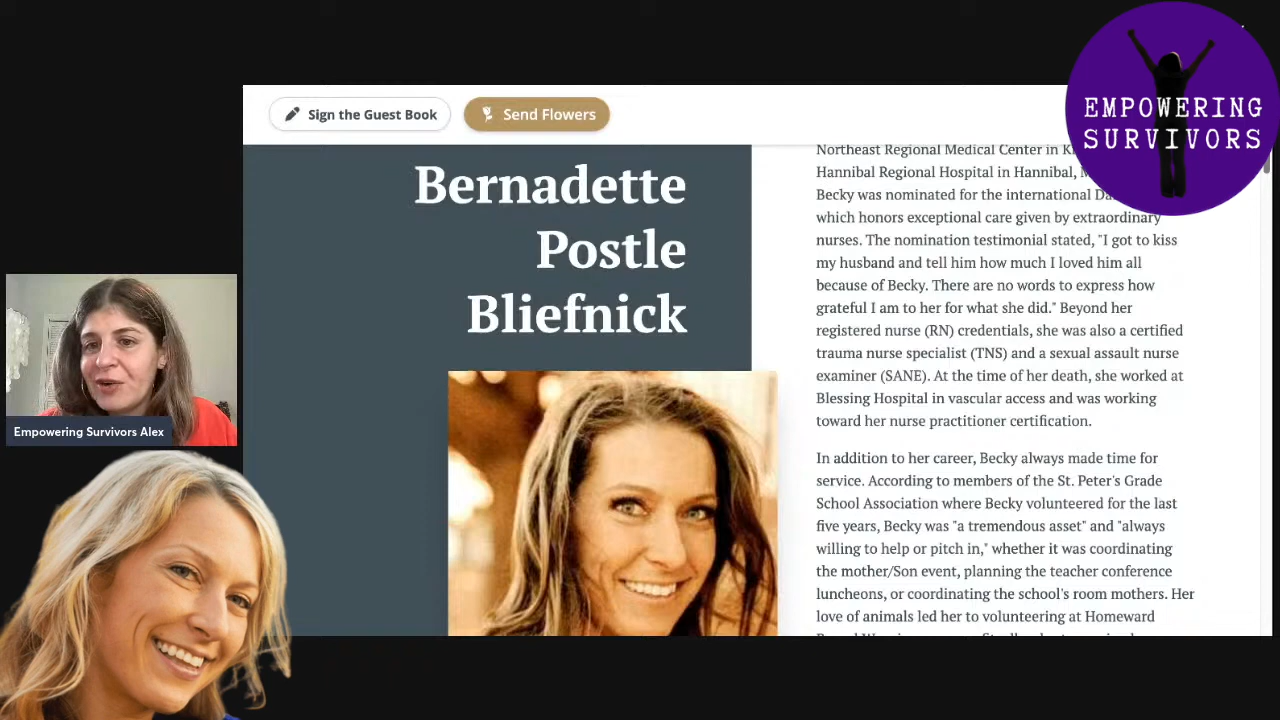 Sign the Guest Book
Send Flowers
EMPOWERING
SURVIVORS
Bernadette
Postle
Bliefnick
Empowering Survivors Alex
Northeast Regional Medical Center in
Hannibal Regional Hospital in Hannibal,
Becky was nominated for the international
which honors exceptional care given by extraordinary
nurses. The nomination testimonial stated, "I got to kiss
my husband and tell him how much I loved him all
because of Becky. There are no words to express how
grateful I am to her for what she did." Beyond her
registered nurse (RN) credentials, she was also a certified
trauma nurse specialist (TNS) and a sexual assault nurse
examiner (SANE). At the time of her death, she worked at
Blessing Hospital in vascular access and was working
toward her nurse practitioner certification.
In addition to her career, Becky always made time for
service. According to members of the St. Peter's Grade
School Association where Becky volunteered for the last
five years, Becky was "a tremendous asset" and "always
willing to help or pitch in," whether it was coordinating
the mother/Son event, planning the teacher conference
luncheons, or coordinating the school's room mothers. Her
love of animals led her to volunteering at Homeward